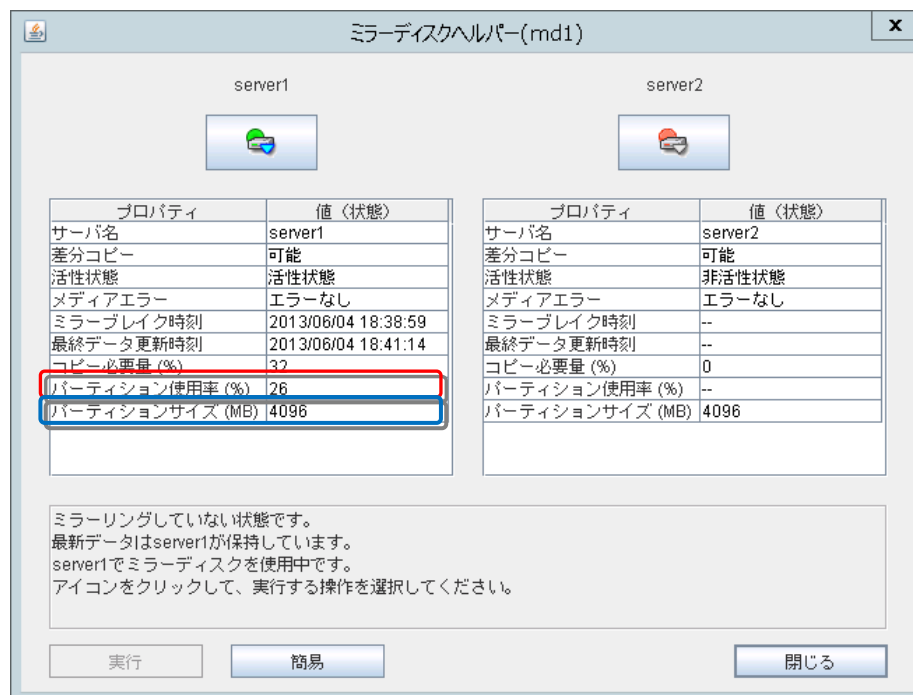 ミラーディスクヘルパー(md1)
x
server1
server2
プロパティ 値（状態）
サーバ名 server1
差分コピー 可能
活性状態 活性状態
メディアエラー エラーなし
ミラーブレイク時刻 2013/06/04 18:38:59
最終データ更新時刻 2013/06/04 18:41:14
コピー必要量 (%) 32
パーティション使用率 (%) 26
パーティションサイズ (MB) 4096
プロパティ 値（状態）
サーバ名 server2
差分コピー 可能
活性状態 非活性状態
メディアエラー エラーなし
ミラーブレイク時刻 --
最終データ更新時刻 --
コピー必要量 (%) 0
パーティション使用率 (%) --
パーティションサイズ (MB) 4096
ミラーリングしていない状態です。
最新データはserver1が保持しています。
server1でミラーディスクを使用中です。
アイコンをクリックして、実行する操作を選択してください。
実行
簡易
閉じる